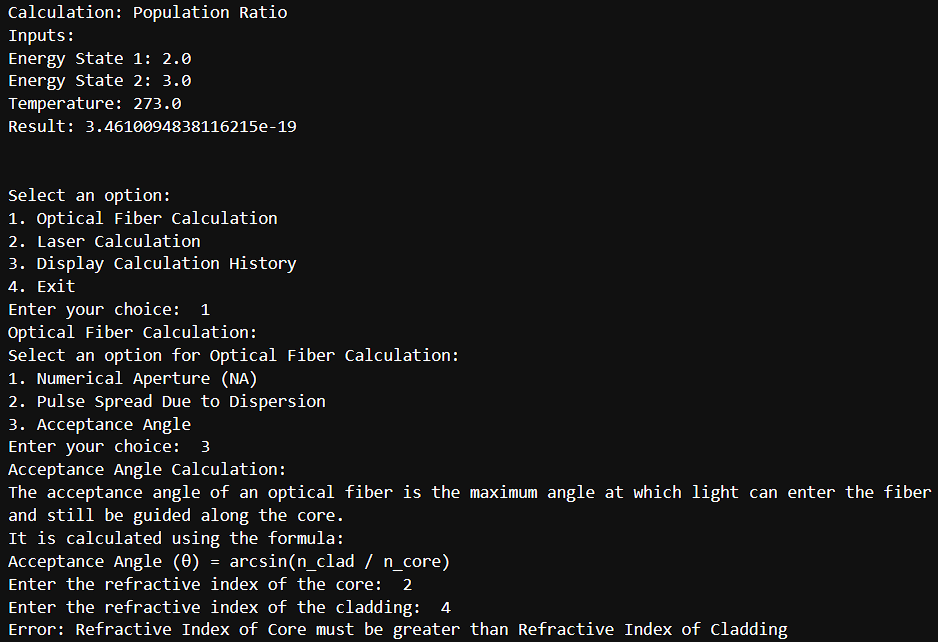 Calculation: Population Ratio
Inputs:
Energy State 1: 2.0
Energy State 2: 3.0
Temperature: 273.0
Result: 3.4610094838116215e-19
Select an option:
1. Optical Fiber Calculation
2. Laser Calculation
3. Display Calculation History
4. Exit
Enter your choice:  1
Optical Fiber Calculation:
Select an option for Optical Fiber Calculation:
1. Numerical Aperture (NA)
2. Pulse Spread Due to Dispersion
3. Acceptance Angle
Enter your choice:  3
Acceptance Angle Calculation:
The acceptance angle of an optical fiber is the maximum angle at which light can enter the fiber
and still be guided along the core.
It is calculated using the formula:
Acceptance Angle (θ) = arcsin(n_clad / n_core)
Enter the refractive index of the core:  2
Enter the refractive index of the cladding:  4
Error: Refractive Index of Core must be greater than Refractive Index of Cladding